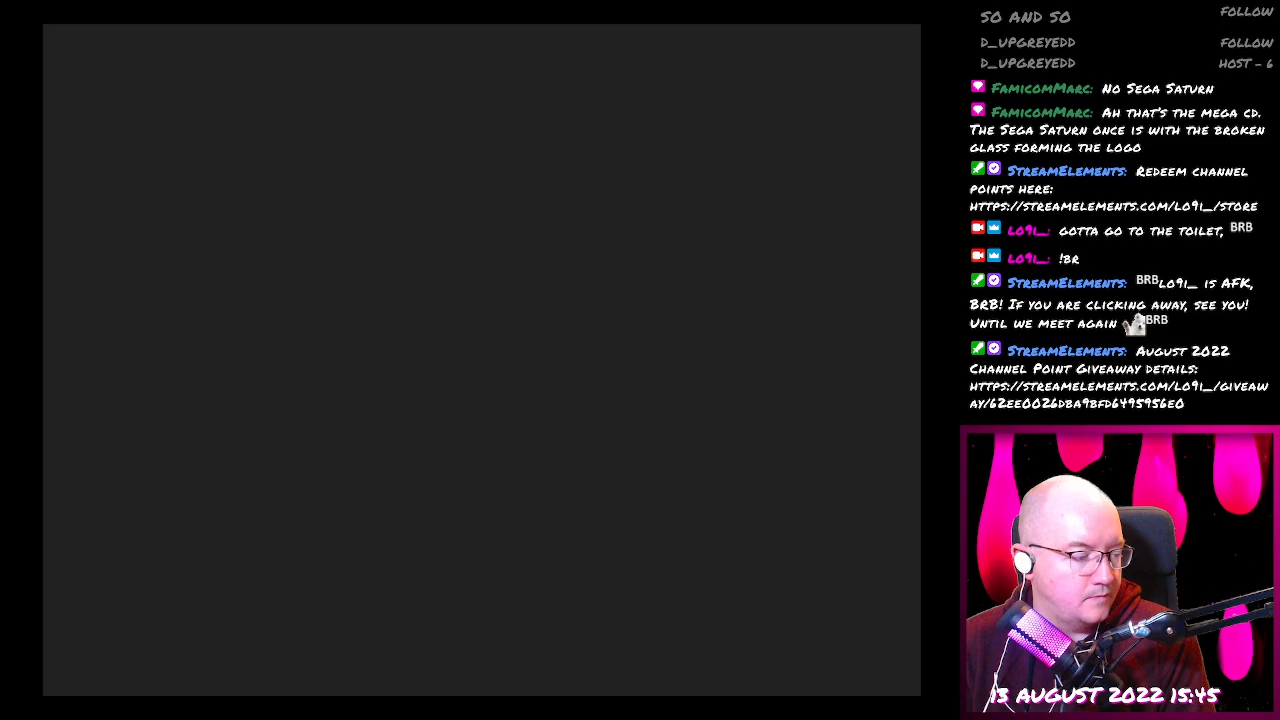 SO AND SO FOLLOW
D_UPGREYEDD FOLLOW
D_UPGREYEDD HOST - 6
FamicomMarc: No Sega Saturn
FamicomMarc: Ah that's the mega cd.
The Sega Saturn once is with the broken
glass forming the logo
StreamElements: Redeem channel
points here:
https://streamelements.com/lo9i_/store
lo9i_: gotta go to the toilet, BRB
lo9i_: !br
StreamElements: BRB lo9i_ is AFK,
BRB! If you are clicking away, see you!
Until we meet again BRB
StreamElements: August 2022
Channel Point Giveaway details:
https://streamelements.com/lo9i_/giveaw
ay/62ee0026dba9bfd6495956e0
13 AUGUST 2022 15:45